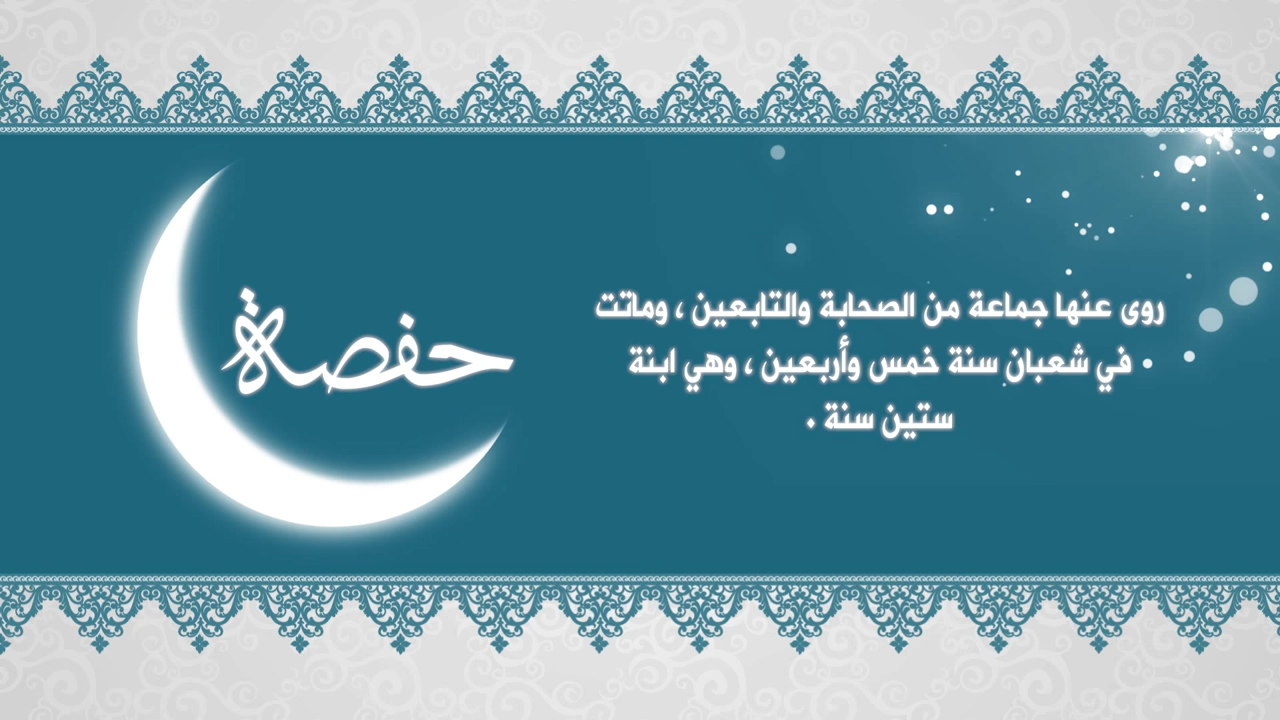 روى عنها جماعة من الصحابة والتابعين ، وماتت
في شعبان سنة خمس وأربعين ، وهي ابنة
ستين سنة .
حفصة